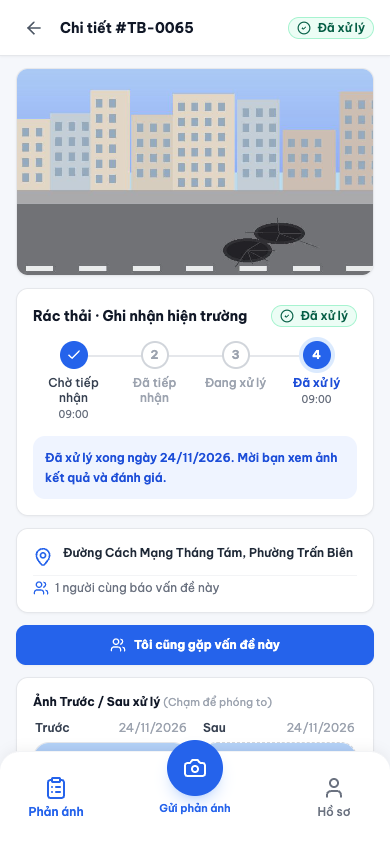 Chi tiết #TB-0065
Đã xử lý
Rác thải · Ghi nhận hiện trường
Đã xử lý
2
3
4
Chờ tiếp nhận
Đã tiếp nhận
Đang xử lý
Đã xử lý
09:00
09:00
Đã xử lý xong ngày 24/11/2026. Mời bạn xem ảnh
kết quả và đánh giá.
Đường Cách Mạng Tháng Tám, Phường Trấn Biên
1 người cùng báo vấn đề này
Tôi cũng gặp vấn đề này
Ảnh Trước / Sau xử lý (Chạm để phóng to)
Trước 24/11/2026 Sau 24/11/2026
Phản ánh
Gửi phản ánh
Hồ sơ